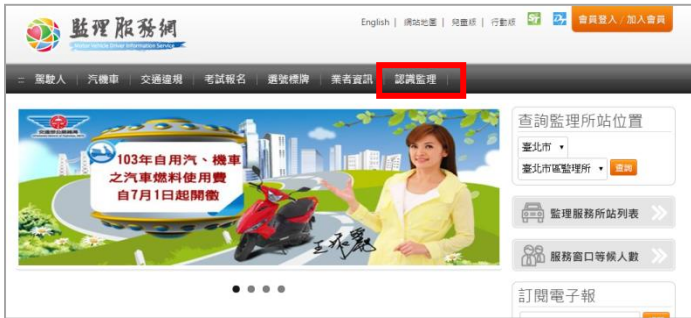 監理服務網
Motor Vehicle Driver Information Service
English | 網站地圖 | 兒童版 | 行動版
會員登入 / 加入會員
:: 駕駛人 | 汽機車 | 交通違規 | 考試報名 | 選號標牌 | 業者資訊 | 認識監理
103年自用汽、機車
之汽車燃料使用費
自7月1日起開徵
查詢監理所站位置
臺北市
臺北市區監理所
查詢
監理服務所站列表
服務窗口等候人數
訂閱電子報